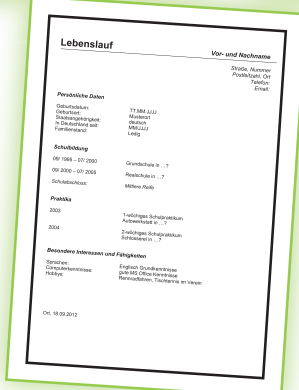 Lebenslauf
Vor- und Nachname
Straße, Nummer
Postleitzahl, Ort
Telefon:
Email:
Persönliche Daten
Geburtsdatum: TT.MM.JJJJ
Geburtsort: Musterort
Staatsangehörigkeit: deutsch
In Deutschland seit: MM/JJJJ
Familienstand: Ledig
Schulbildung
08/ 1996 – 07/ 2000 Grundschule in …?
09/ 2000 – 07/ 2005 Realschule in …?
Schulabschluss: Mittlere Reife
Praktika
2003 1-wöchiges Schulpraktikum
Autowerkstatt in …?
2004 2-wöchiges Schulpraktikum
Schlosserei in …?
Besondere Interessen und Fähigkeiten
Sprachen: Englisch Grundkenntnisse
Computerkenntnisse: gute MS Office Kenntnisse
Hobbys: Rennradfahren, Tischtennis im Verein
Ort, 18.09.2012